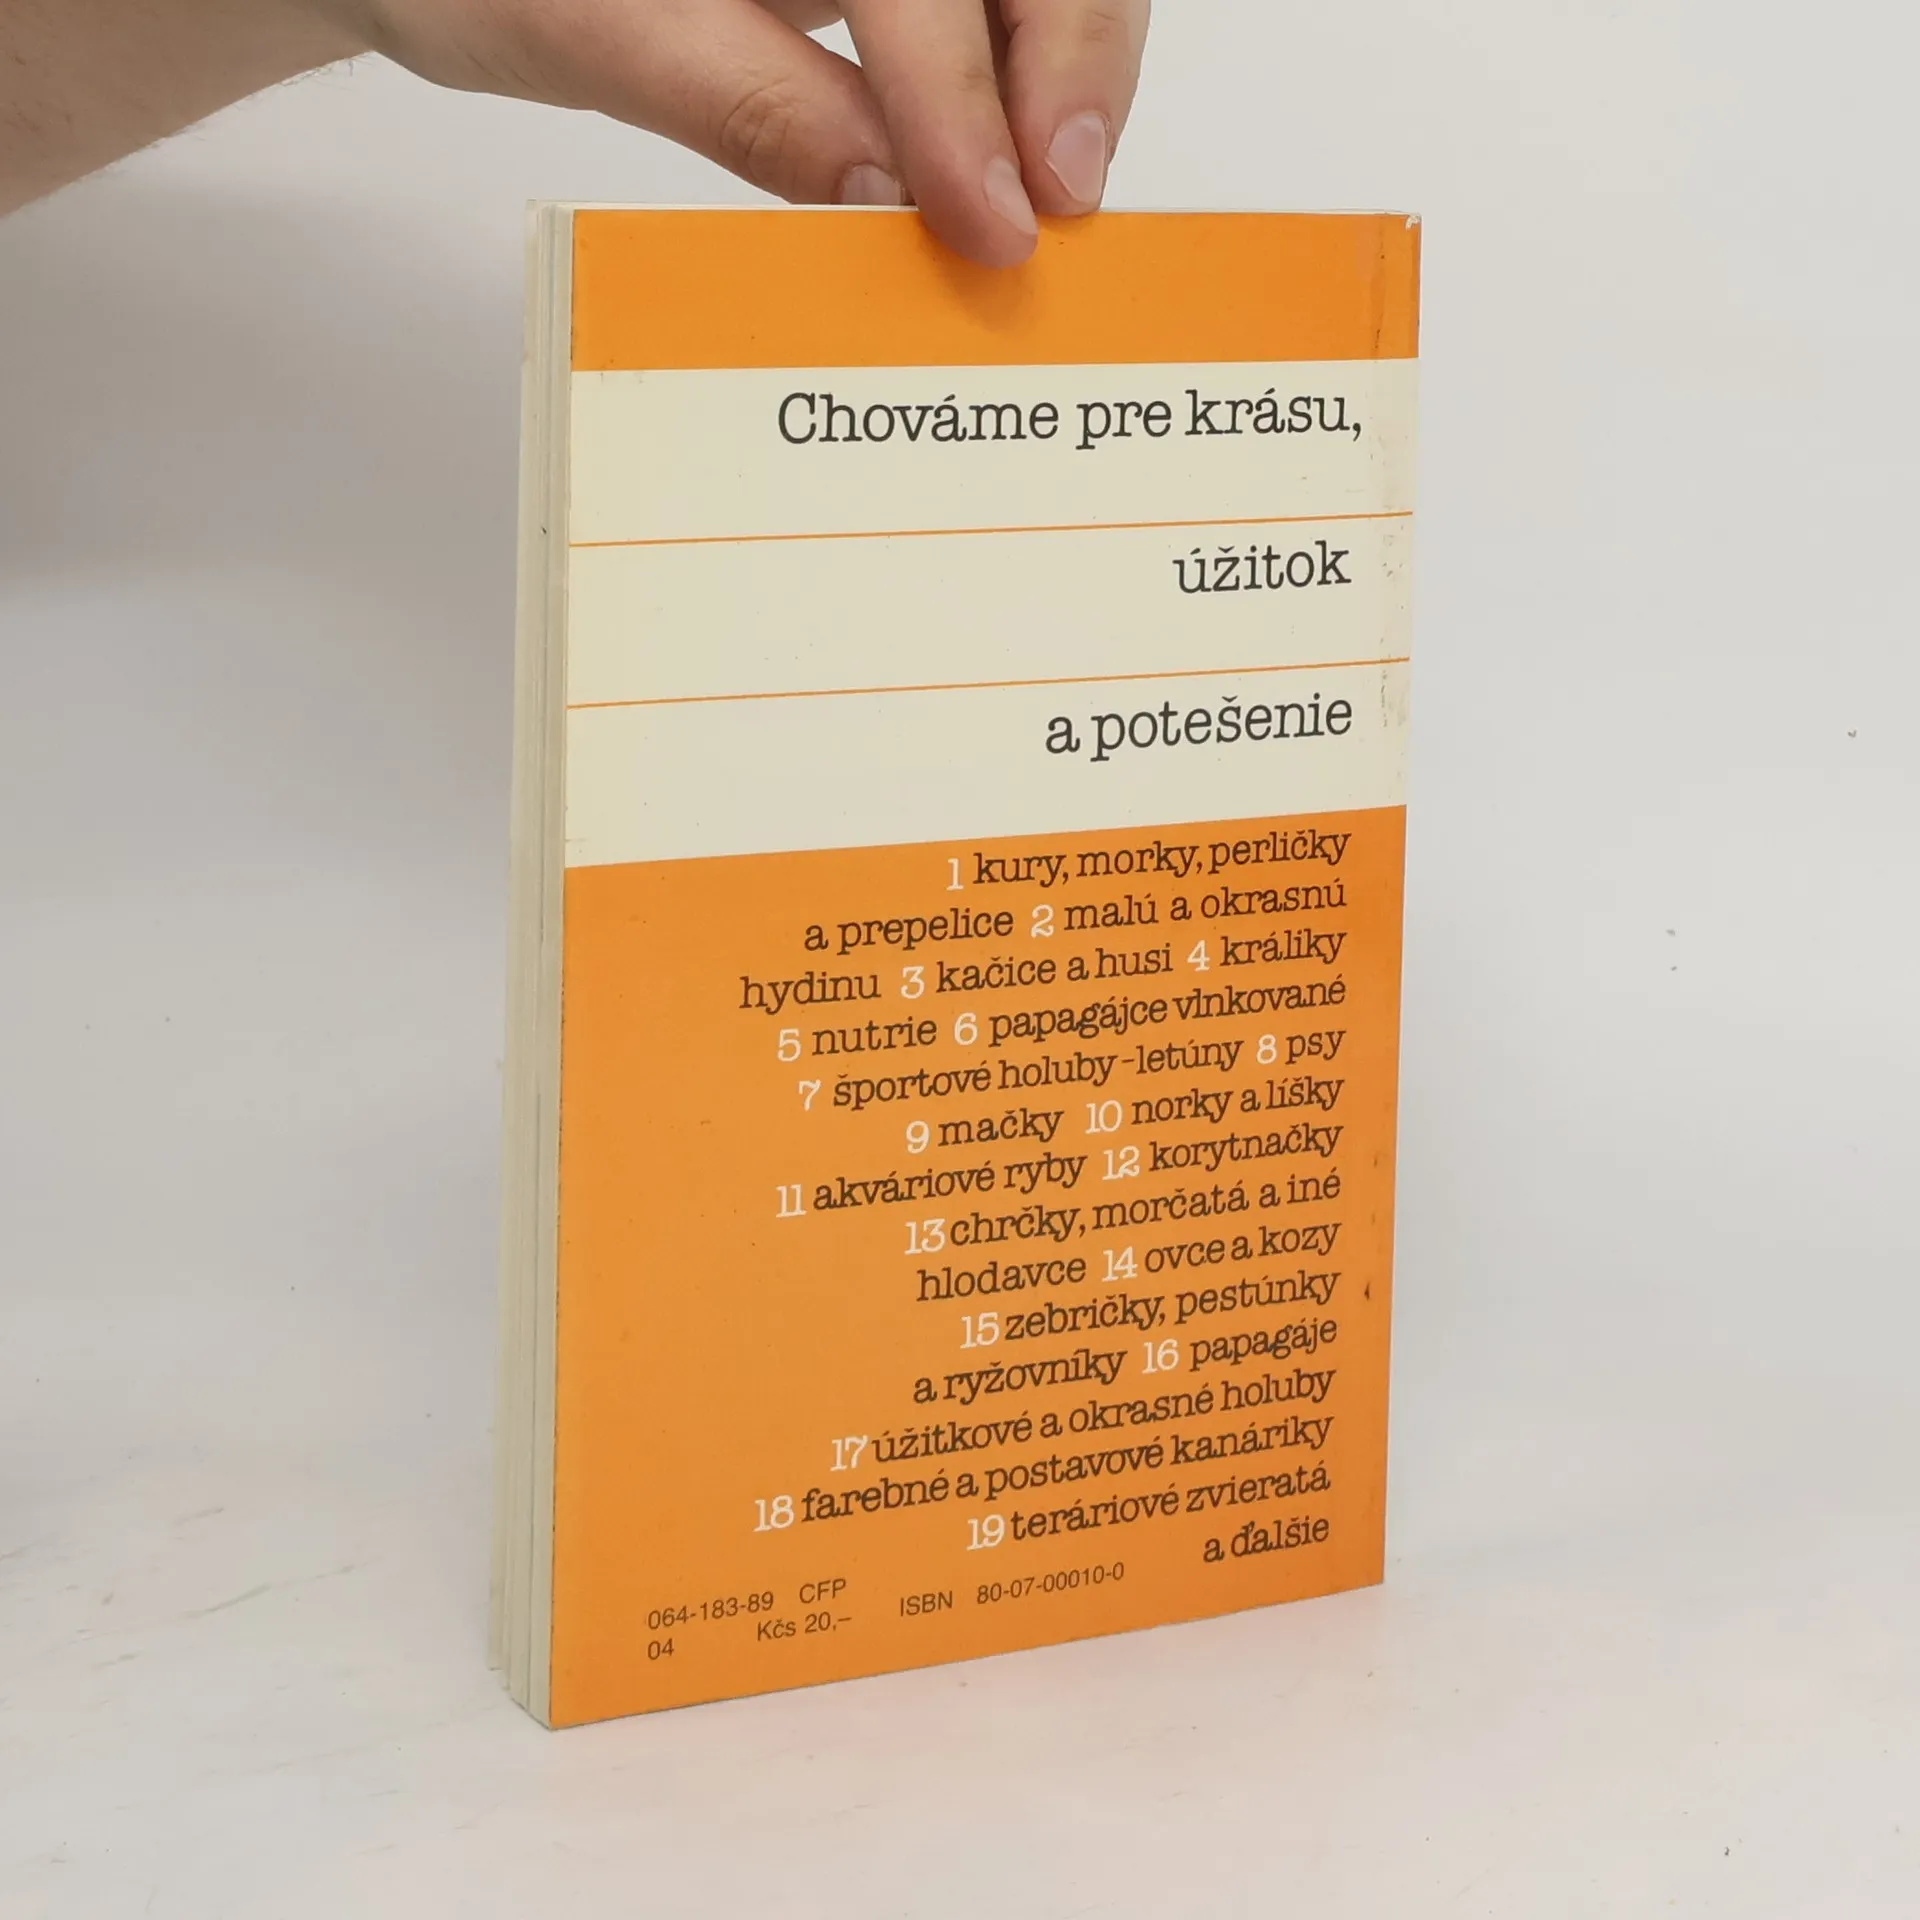 Chováme pre krásu,
úžitok
a potešenie
1 kury, morky, perličky
a prepelice 2 malú a okrasnú
hydinu 3 kačice a husi 4 králiky
5 nutrie 6 papagájce vlnkované
7 športové holuby-letúny 8 psy
9 mačky 10 norky a líšky
11 akváriové ryby 12 korytnačky
13 chrčky, morčatá a iné
hlodavce 14 ovce a kozy
15 zebričky, pestúnky
a ryžovníky 16 papagáje
17 úžitkové a okrasné holuby
18 farebné a postavové kanáriky
19 teráriové zvieratá
a ďalšie
064-183-89 CFP
04 Kčs 20,–
ISBN 80-07-00010-0